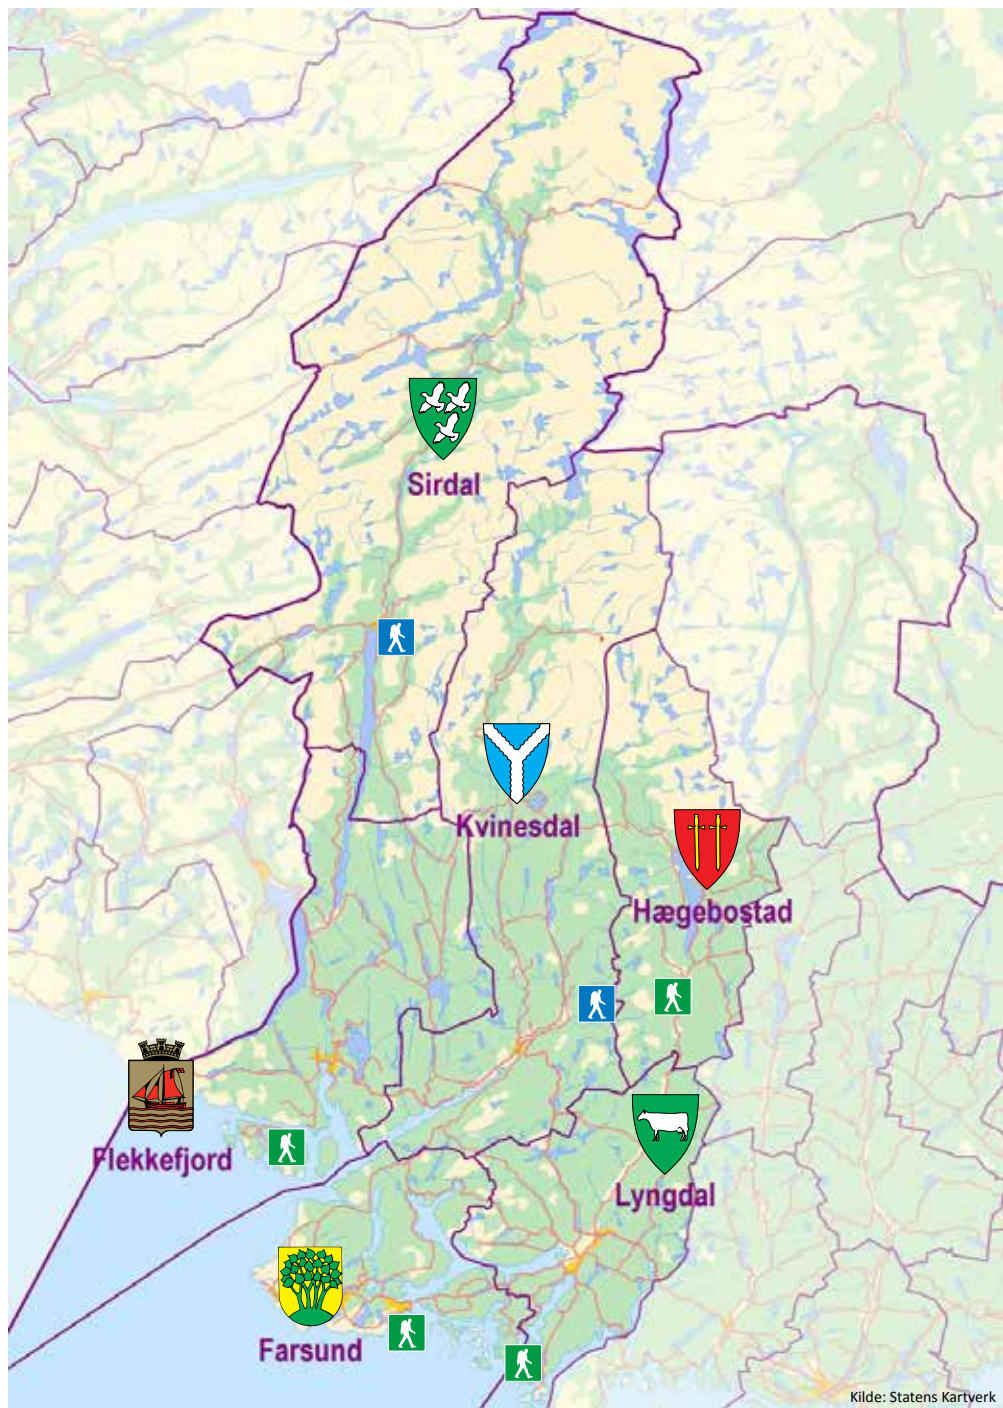 Sirdal
Kvinesdal
Hægebostad
Flekkefjord
Lyngdal
Farsund
Kilde: Statens Kartverk